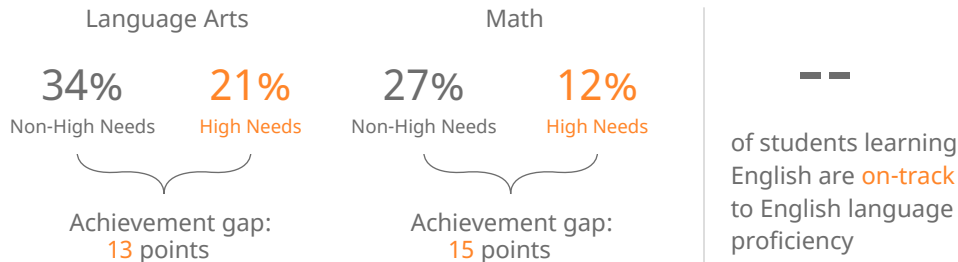 Language Arts
34% 21%
Non-High Needs High Needs
Achievement gap:
13 points
Math
27% 12%
Non-High Needs High Needs
Achievement gap:
15 points
--
of students learning
English are on-track
to English language
proficiency